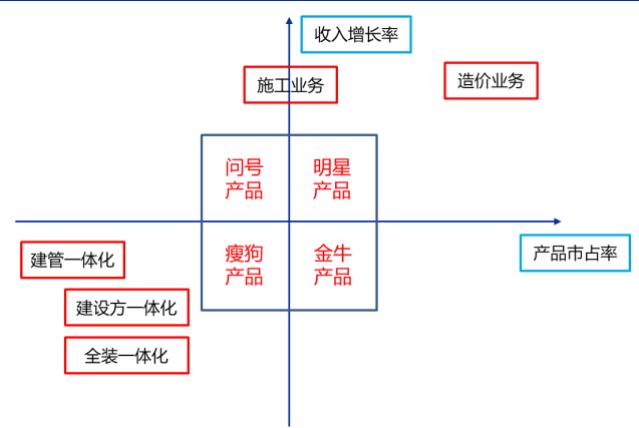 收入增长率
施工业务
造价业务
问号
产品
明星
产品
瘦狗
产品
金牛
产品
产品市占率
建管一体化
建设方一体化
全装一体化